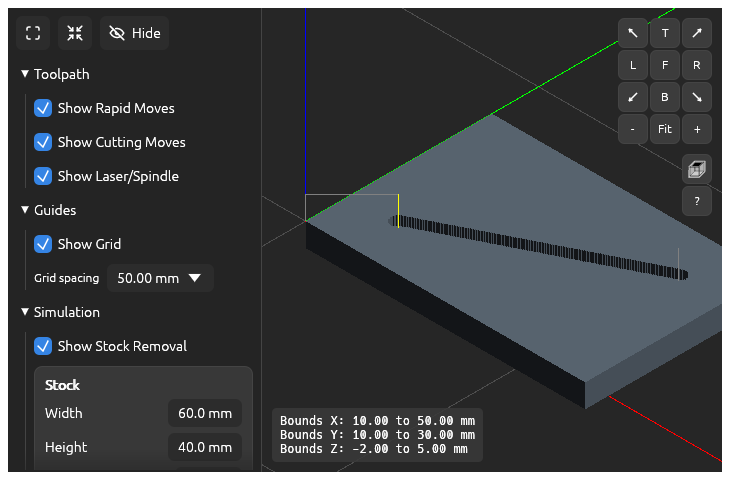 Hide
Toolpath
Show Rapid Moves
Show Cutting Moves
Show Laser/Spindle
Guides
Show Grid
Grid spacing 50.00 mm
Simulation
Show Stock Removal
Stock
Width 60.0 mm
Height 40.0 mm
T
L F R
B
- Fit +
?
Bounds X: 10.00 to 50.00 mm
Bounds Y: 10.00 to 30.00 mm
Bounds Z: -2.00 to 5.00 mm